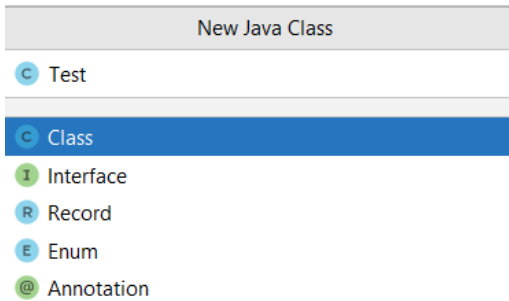 New Java Class
C Test
C Class
I Interface
R Record
E Enum
@ Annotation